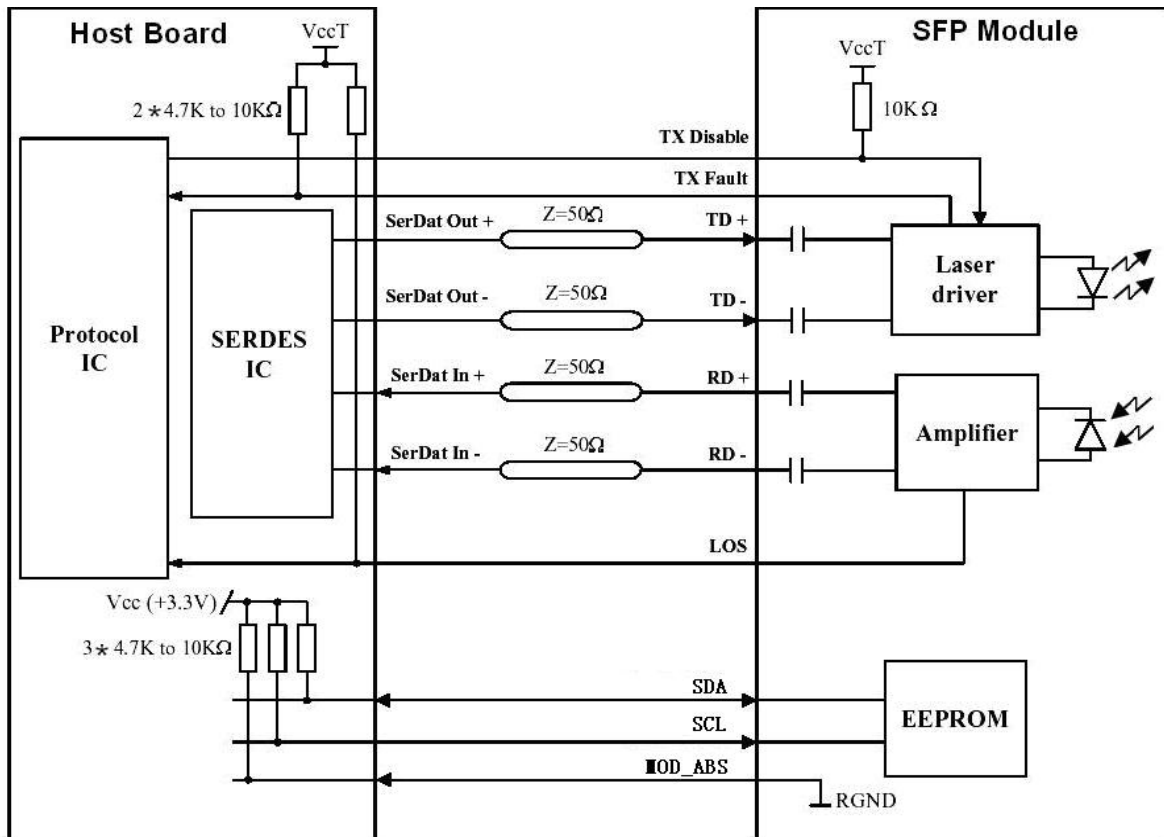 Host Board
SFP Module
VccT
VccT
2*4.7K to 10KΩ
10KΩ
TX Disable
TX Fault
SerDat Out +
Z=50Ω
TD +
SerDat Out -
Z=50Ω
TD -
Laser
driver
Protocol
IC
SERDES
IC
SerDat In +
Z=50Ω
RD +
SerDat In -
Z=50Ω
RD -
Amplifier
LOS
Vcc (+3.3V)
3*4.7K to 10KΩ
SDA
SCL
MOD_ABS
EEPROM
RGND